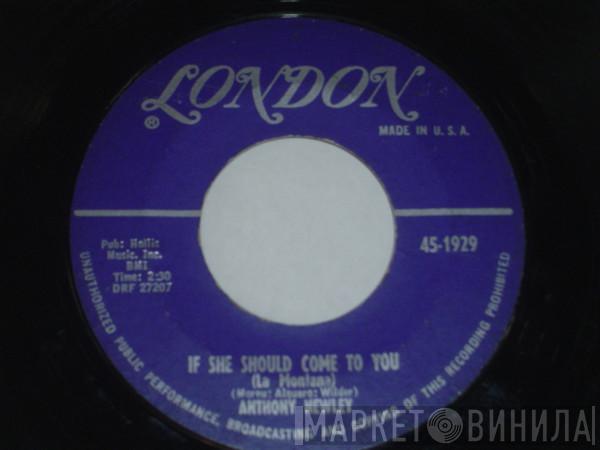 LONDON
®
MADE IN U.S.A.
45-1929
Pub: Hollis
Music, Inc.
BMI
Time: 2:30
DRF 27207
IF SHE SHOULD COME TO YOU
(La Montana)
(Moreu: Alguero: Wilder)
ANTHONY NEWLEY
UNAUTHORIZED PUBLIC PERFORMANCE, BROADCASTING AND COPYING OF THIS RECORDING PROHIBITED
МАРКЕТ ВИНИЛА